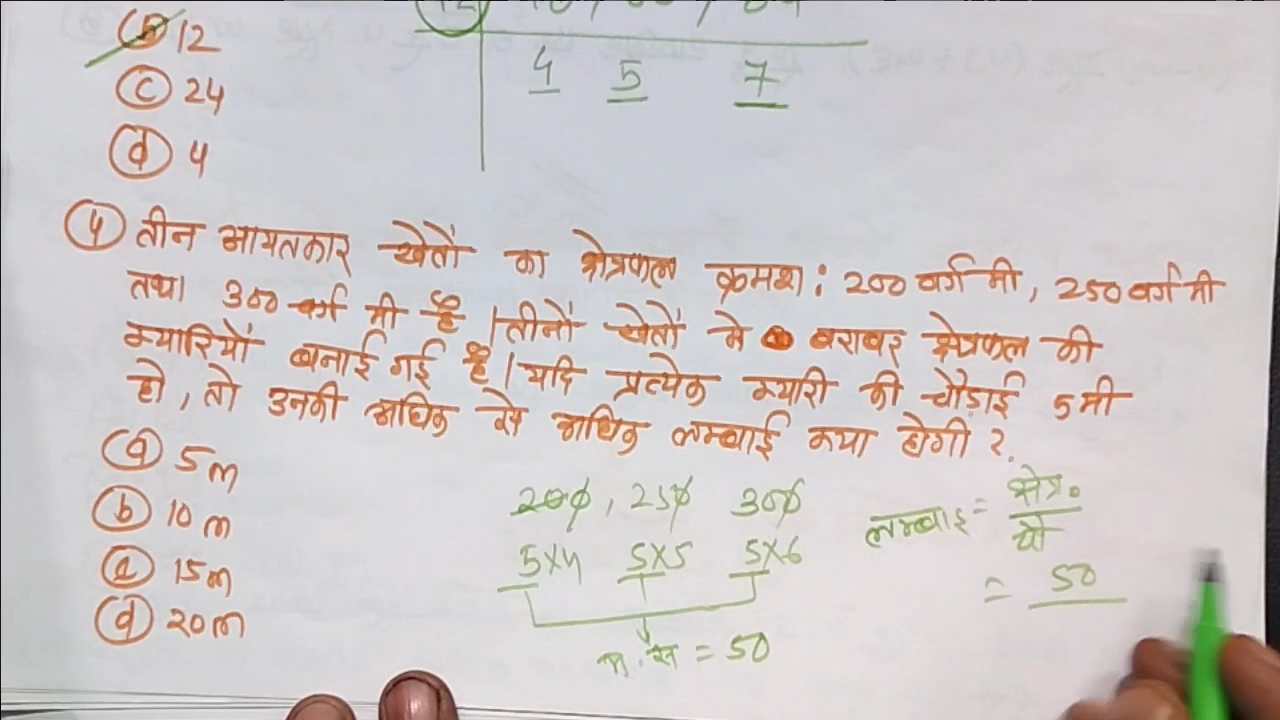 (b) 12
4 5 7
(c) 24
(d) 4
(4) तीन आयतकार खेतों का क्षेत्रफल क्रमश: 200 वर्ग मी, 250 वर्ग मी
तथा 300 वर्ग मी है। तीनों खेतों मे बराबर क्षेत्रफल की
क्यारियों बनाई गई है। यदि प्रत्येक क्यारी की चौड़ाई 5 मी
हो, तो उनकी अधिक से अधिक लम्बाई क्या होगी ?.
(a) 5m
(b) 10m
(c) 15m
(d) 20m
200, 250 300
5×4 5×5 5×6
म.स = 50
लम्बाई = क्षेत्र०
चौ
= 50